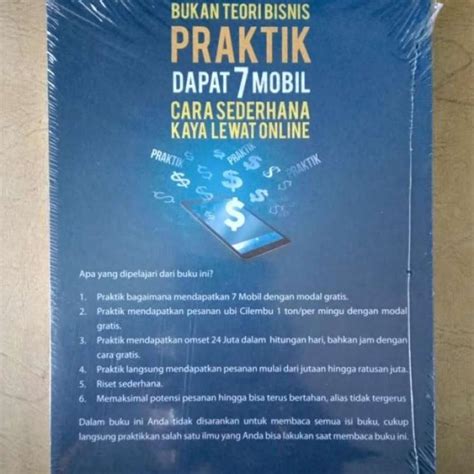 BUKAN TEORI BISNIS
PRAKTIK
DAPAT 7 MOBIL
CARA SEDERHANA
KAYA LEWAT ONLINE
PRAKTIK
PRAKTIK
PRAKTIK
Apa yang dipelajari dari buku ini?
1. Praktik bagaimana mendapatkan 7 Mobil dengan modal gratis.
2. Praktik mendapatkan pesanan ubi Cilembu 1 ton/per mingu dengan modal
gratis.
3. Praktik mendapatkan omset 24 Juta dalam hitungan hari, bahkan jam dengan
cara gratis.
4. Praktik langsung mendapatkan pesanan mulai dari jutaan hingga ratusan juta.
5. Riset sederhana.
6. Memaksimal potensi pesanan hingga bisa terus bertahan, alias tidak tergerus
Dalam buku ini Anda tidak disarankan untuk membaca semua isi buku, cukup
langsung praktikkan salah satu ilmu yang Anda bisa lakukan saat membaca buku ini.